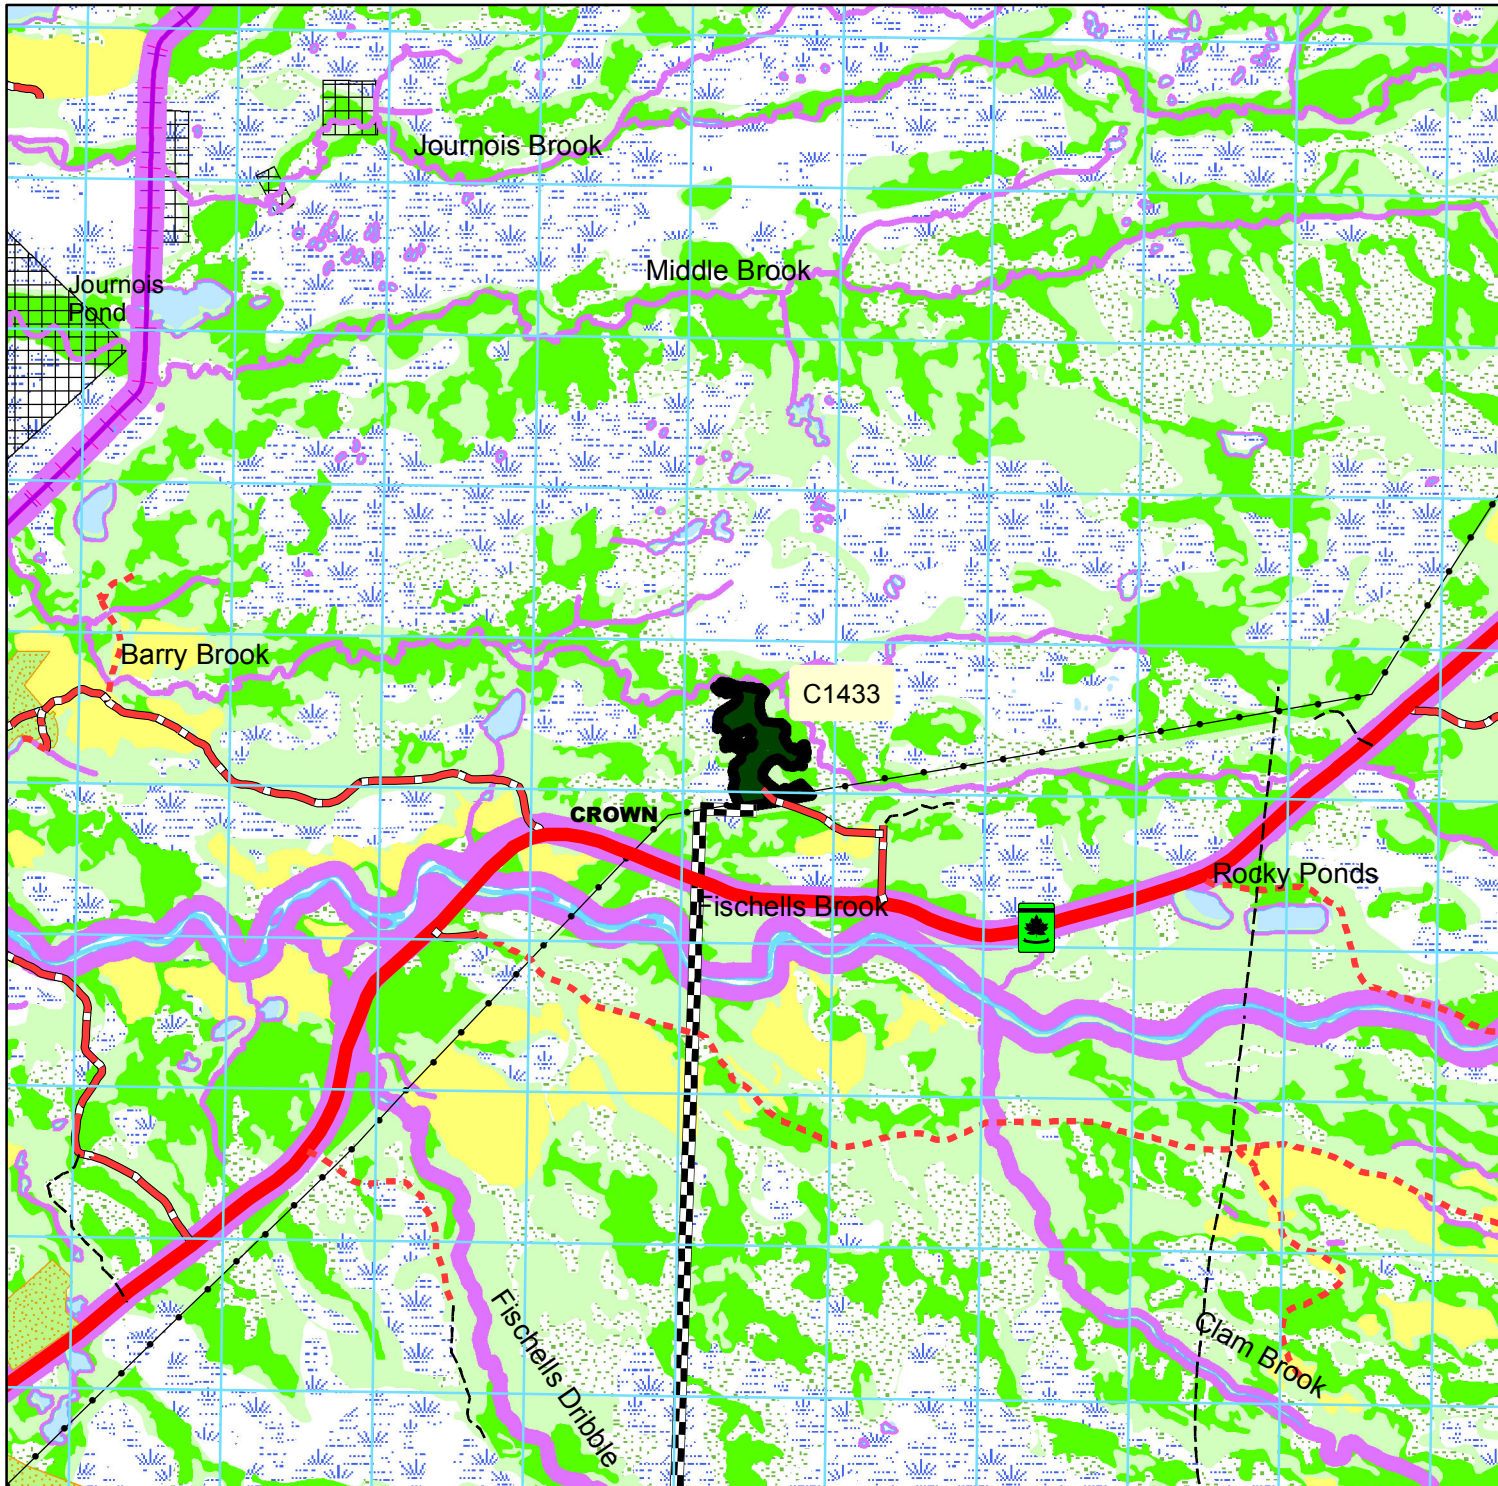 Journois Brook
Middle Brook
Journois
Pond
Barry Brook
C1433
CROWN
Rocky Ponds
Fischells Brook
Fischells Dribble
Clam Brook